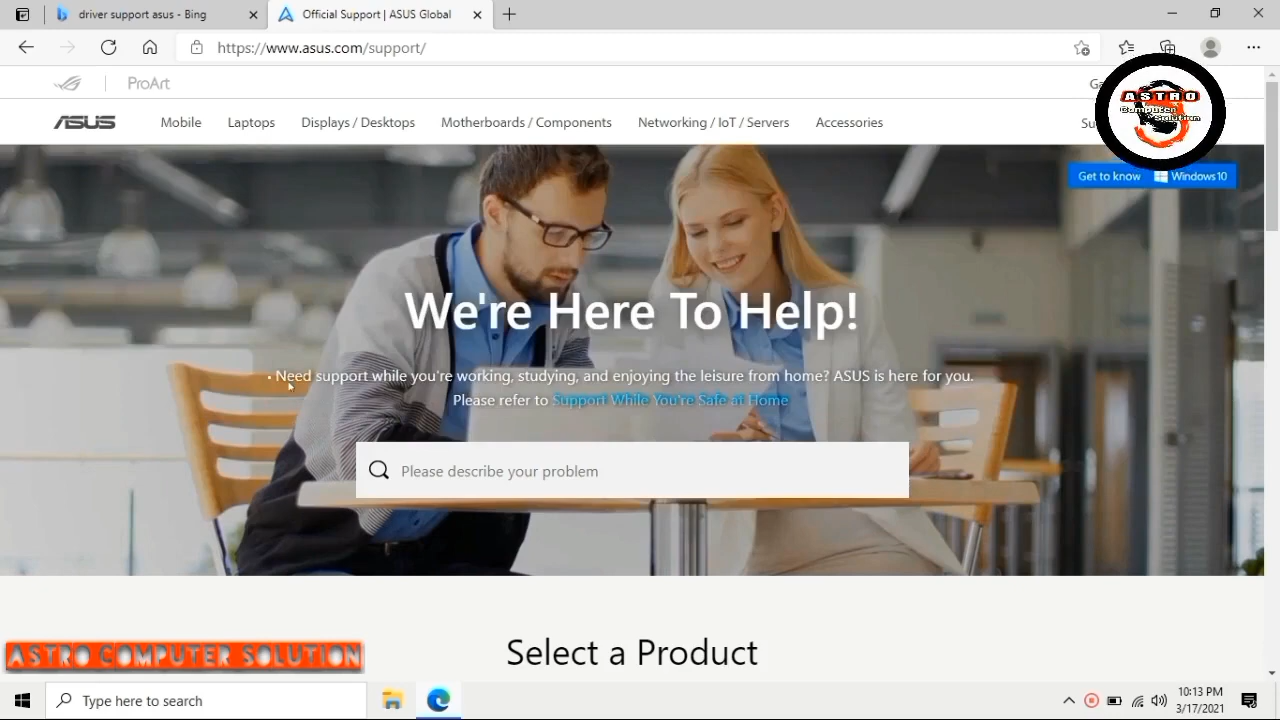 driver support asus - Bing
Official Support | ASUS Global
https://www.asus.com/support/
ProArt
ASUS
Mobile
Laptops
Displays / Desktops
Motherboards / Components
Networking / IoT / Servers
Accessories
ASTRO
Computer
Solution
Get to know
Windows 10
We're Here To Help!
• Need support while you're working, studying, and enjoying the leisure from home? ASUS is here for you.
Please refer to Support While You're Safe at Home
Please describe your problem
Select a Product
ASTRO COMPUTER SOLUTION
Type here to search
10:13 PM
3/17/2021